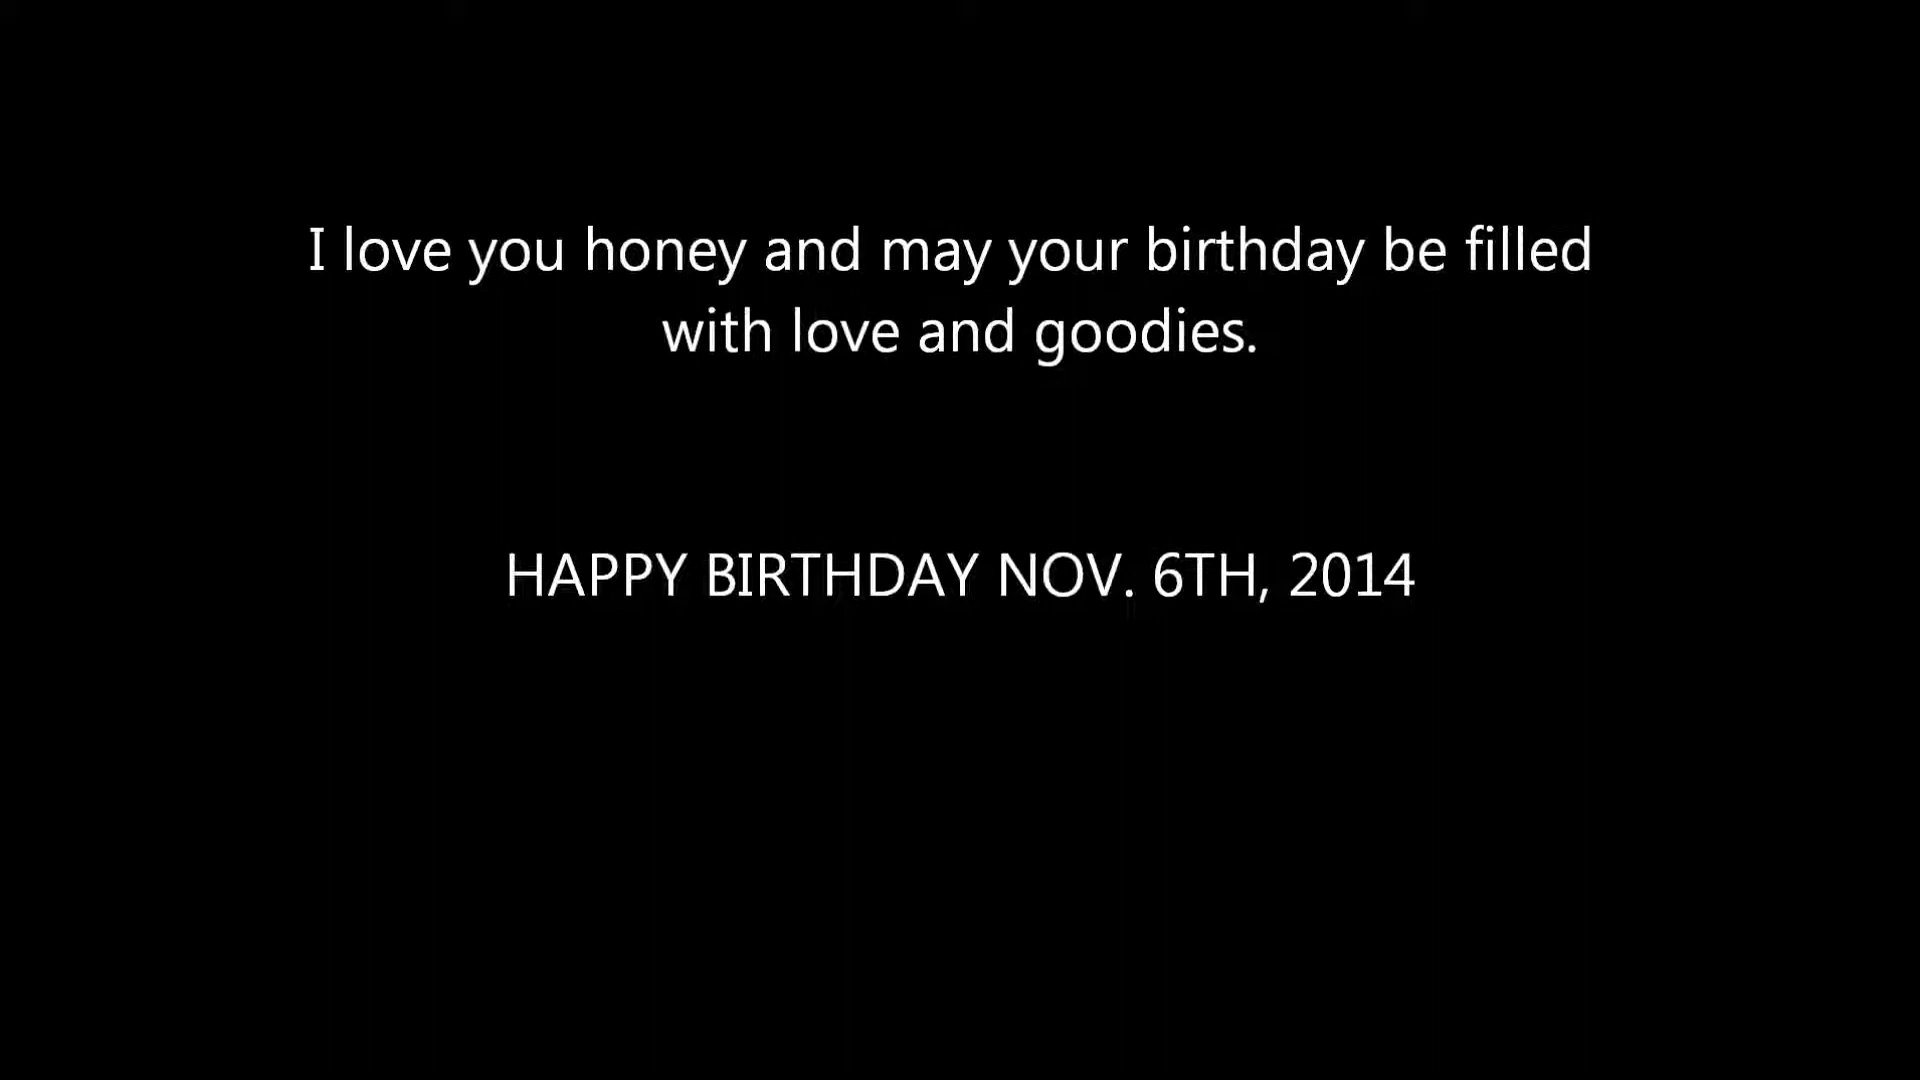 I love you honey and may your birthday be filled
with love and goodies.
HAPPY BIRTHDAY NOV. 6TH, 2014